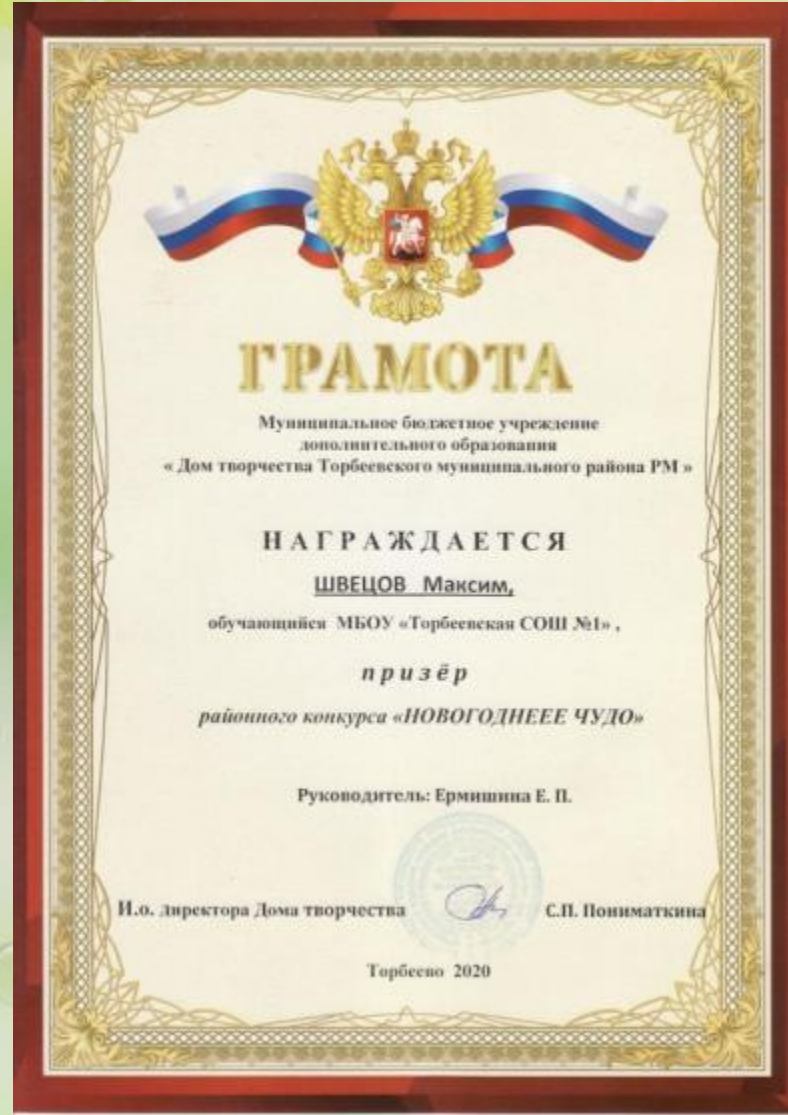 ГРАМОТА
Муниципальное бюджетное учреждение
дополнительного образования
« Дом творчества Торбеевского муниципального района РМ »
НАГРАЖДАЕТСЯ
ШВЕЦОВ Максим,
обучающийся МБОУ «Торбеевская СОШ №1» ,
призёр
районного конкурса «НОВОГОДНЕЕЕ ЧУДО»
Руководитель: Ермишина Е. П.
И.о. директора Дома творчества С.П. Пониматкина
Торбеево 2020